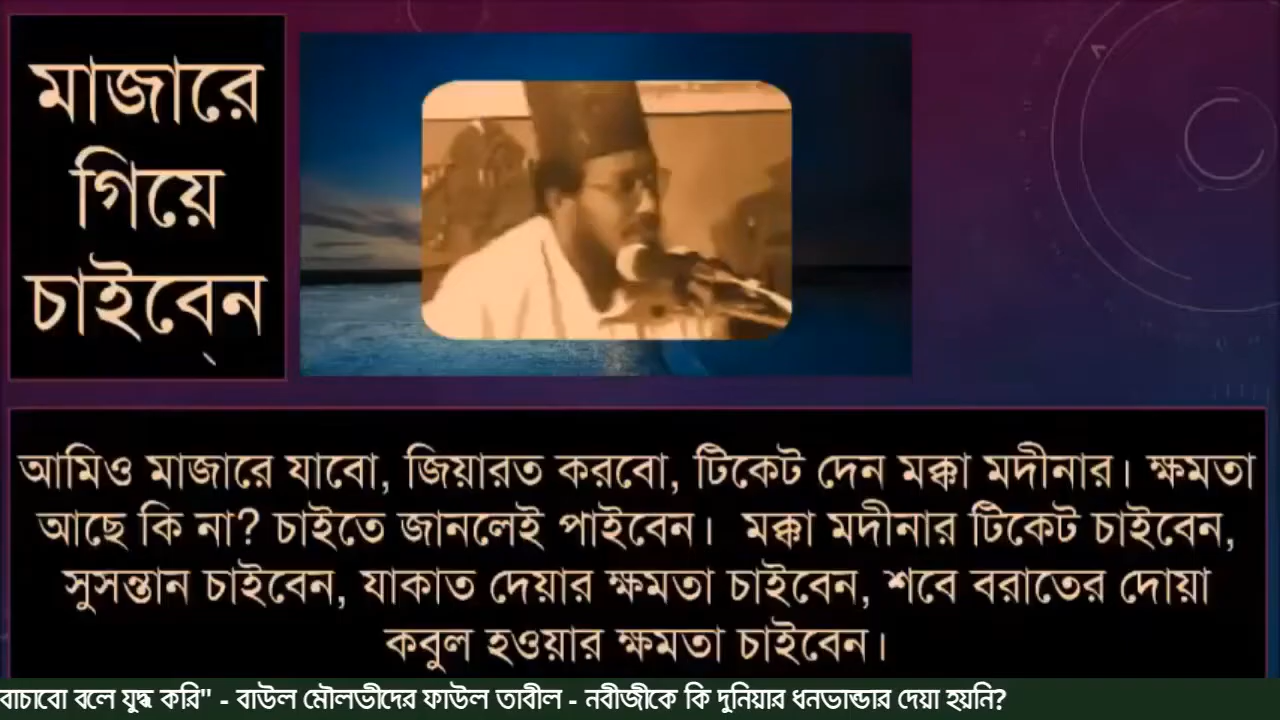 মাজারে
গিয়ে
চাইবেন
আমিও মাজারে যাবো, জিয়ারত করবো, টিকেট দেন মক্কা মদীনার। ক্ষমতা
আছে কি না? চাইতে জানলেই পাইবেন। মক্কা মদীনার টিকেট চাইবেন,
সুসন্তান চাইবেন, যাকাত দেয়ার ক্ষমতা চাইবেন, শবে বরাতের দোয়া
কবুল হওয়ার ক্ষমতা চাইবেন।
বাচাবো বলে যুদ্ধ করি" - বাউল মৌলভীদের ফাউল তাবীল - নবীজীকে কি দুনিয়ার ধনভান্ডার দেয়া হয়নি?